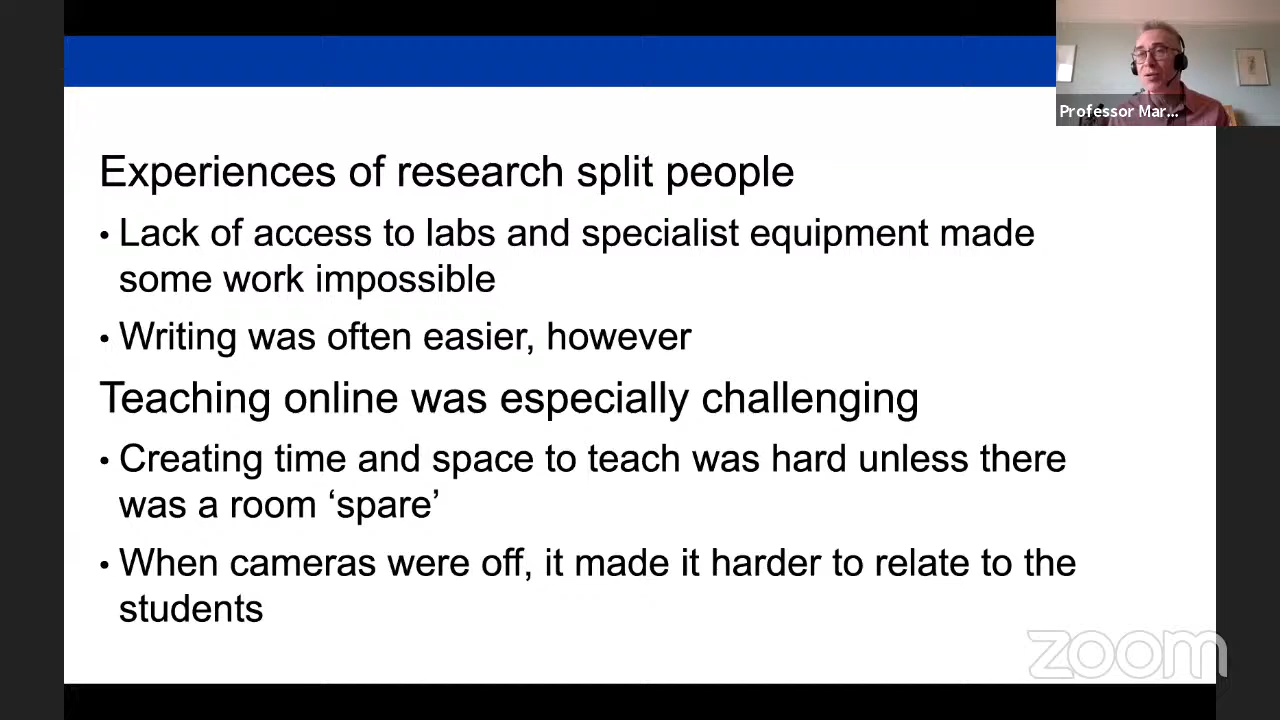 Professor Mar...
Experiences of research split people
• Lack of access to labs and specialist equipment made
some work impossible
• Writing was often easier, however
Teaching online was especially challenging
• Creating time and space to teach was hard unless there
was a room ‘spare’
• When cameras were off, it made it harder to relate to the
students
zoom